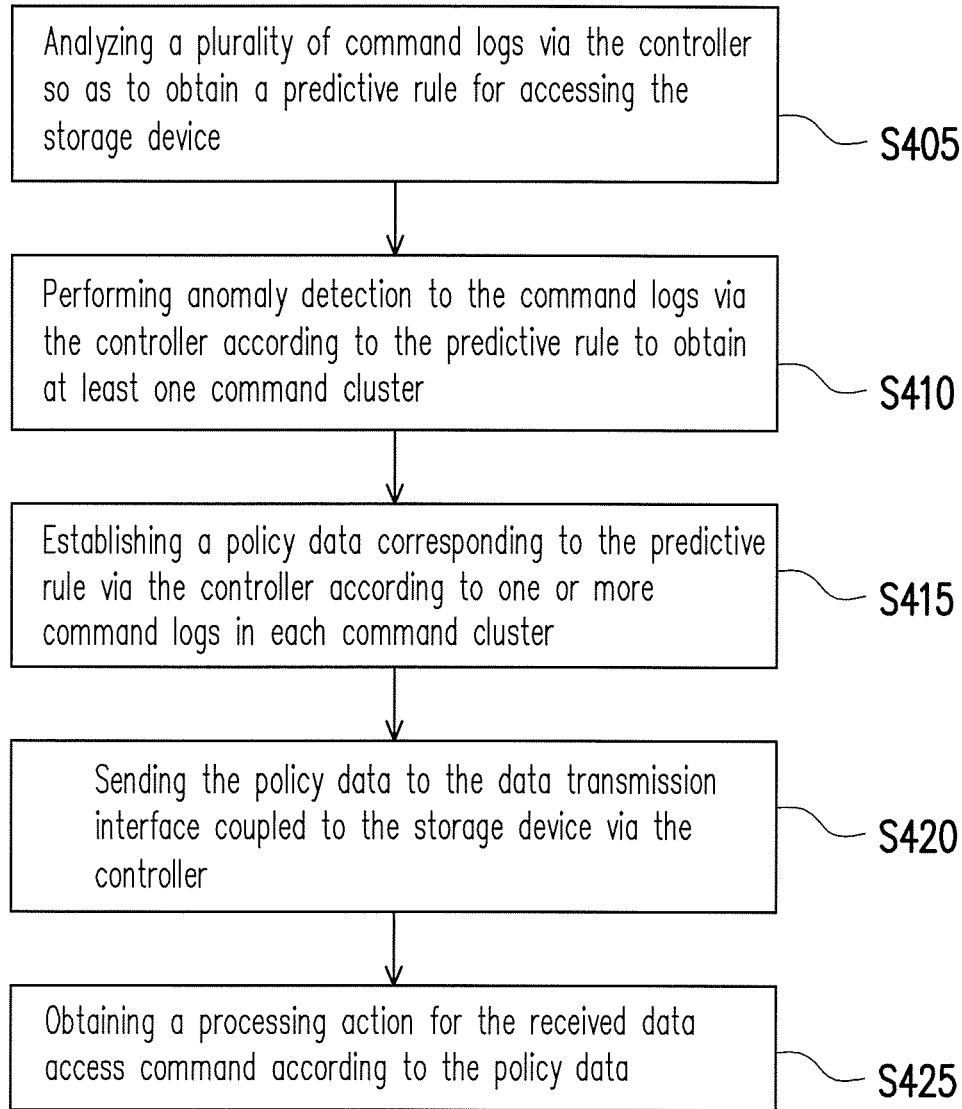 Analyzing a plurality of command logs via the controller
so as to obtain a predictive rule for accessing the
storage device
S405
Performing anomaly detection to the command logs via
the controller according to the predictive rule to obtain
at least one command cluster
S410
Establishing a policy data corresponding to the predictive
rule via the controller according to one or more
command logs in each command cluster
S415
Sending the policy data to the data transmission
interface coupled to the storage device via the
controller
S420
Obtaining a processing action for the received data
access command according to the policy data
S425